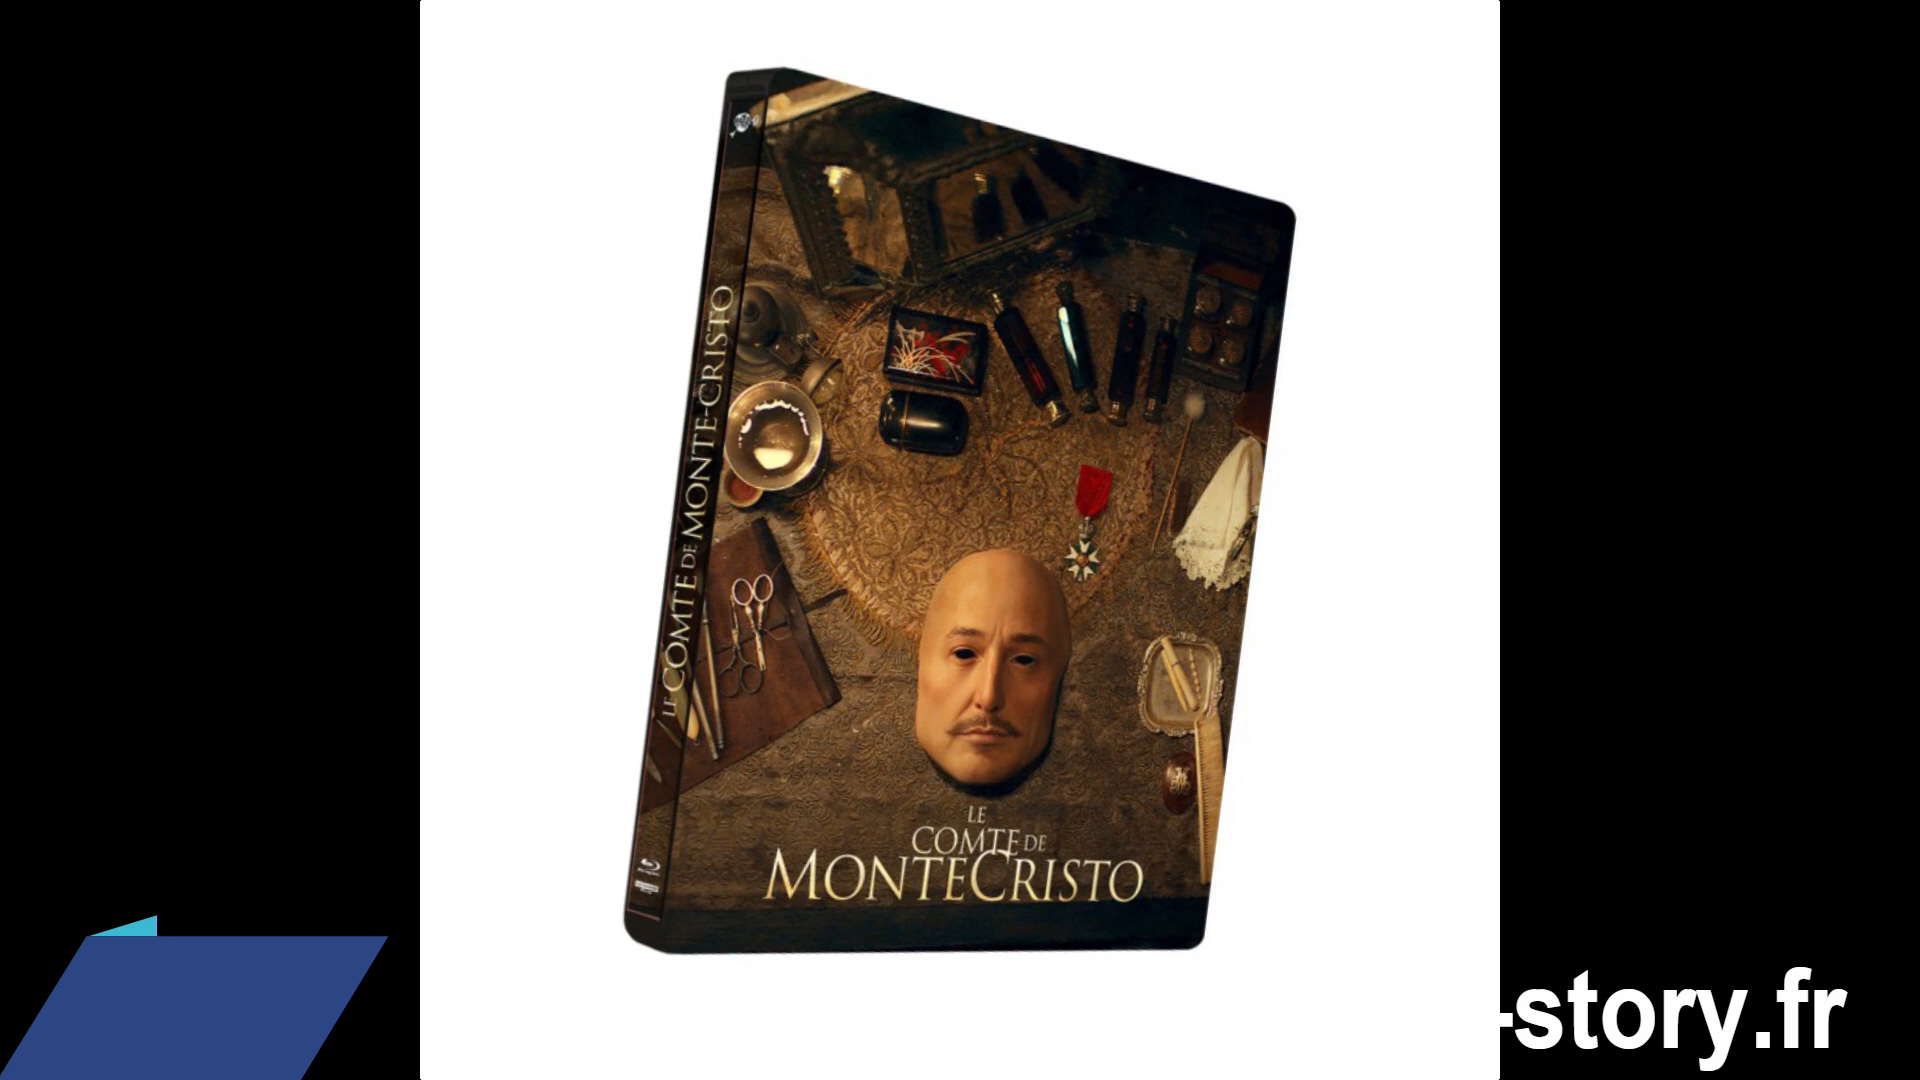 LE COMTE DE MONTE-CRISTO
LE
COMTE DE
MONTECRISTO
-story.fr